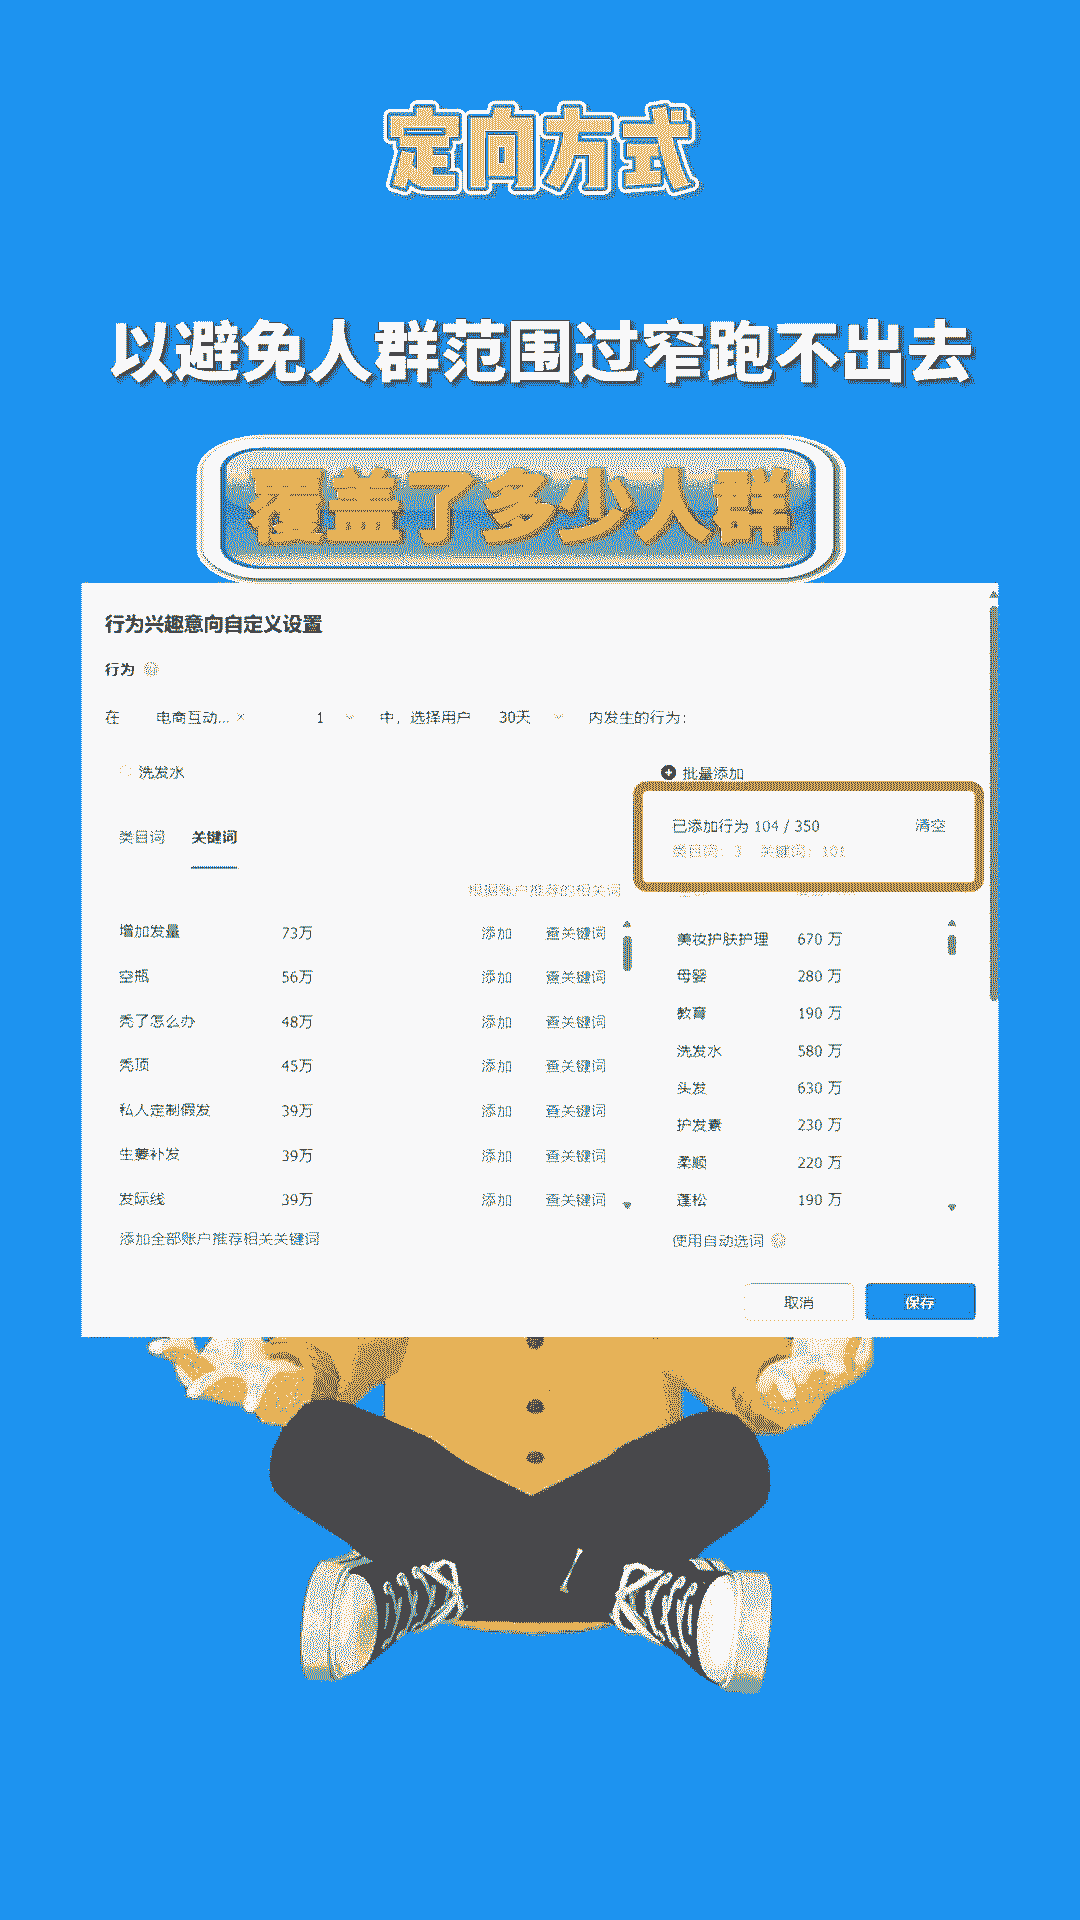 定向方式
以避免人群范围过窄跑不出去
覆盖了多少人群
行为兴趣意向自定义设置
行为
在 电商互动... × 1 中，选择用户 30天 内发生的行为：
洗发水 批量添加
已添加行为 104 / 350 清空
类目词 关键词
类目词：3 关键词：101
根据账户推荐的相关词
增加发量 73万 添加 查关键词
空瓶 56万 添加 查关键词
秃了怎么办 48万 添加 查关键词
秃顶 45万 添加 查关键词
私人定制假发 39万 添加 查关键词
生姜补发 39万 添加 查关键词
发际线 39万 添加 查关键词
添加全部账户推荐相关关键词
美妆护肤护理 670 万
母婴 280 万
教育 190 万
洗发水 580 万
头发 630 万
护发素 230 万
柔顺 220 万
蓬松 190 万
使用自动选词
取消 保存